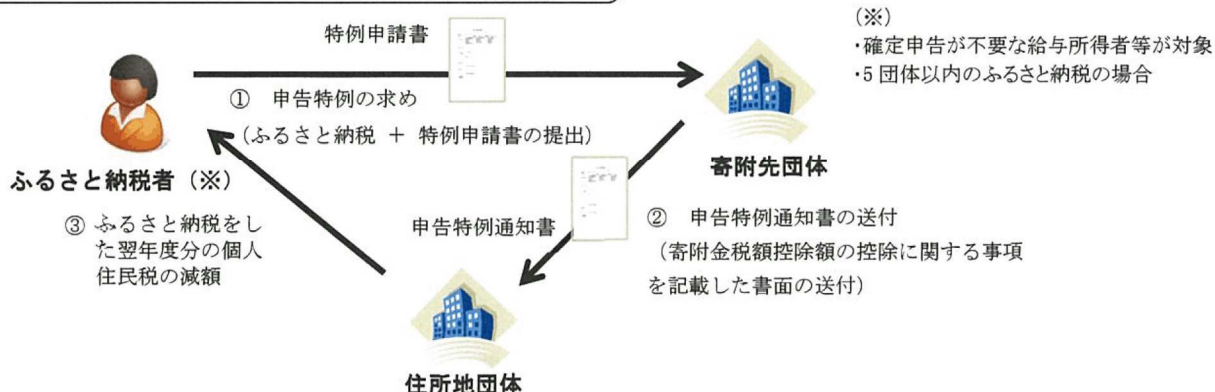 特例申請書
① 申告特例の求め
(ふるさと納税 + 特例申請書の提出)
(※)
・確定申告が不要な給与所得者等が対象
・5団体以内のふるさと納税の場合
ふるさと納税者(※)
寄附先団体
③ ふるさと納税をし
た翌年度分の個人
住民税の減額
申告特例通知書
② 申告特例通知書の送付
(寄附金税額控除額の控除に関する事項
を記載した書面の送付)
住所地団体